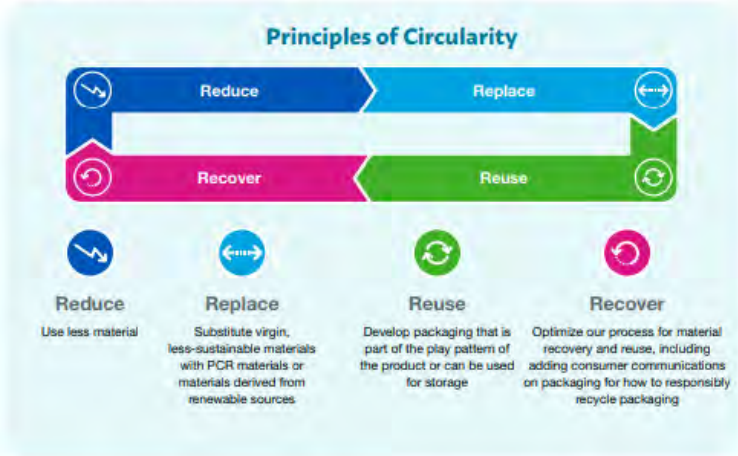 Principles of Circularity
Reduce
Replace
Recover
Reuse
Reduce
Use less material
Replace
Substitute virgin,
less-sustainable materials
with PCR materials or
materials derived from
renewable sources
Reuse
Develop packaging that is
part of the play pattern of
the product or can be used
for storage
Recover
Optimize our process for material
recovery and reuse, including
adding consumer communications
on packaging for how to responsibly
recycle packaging